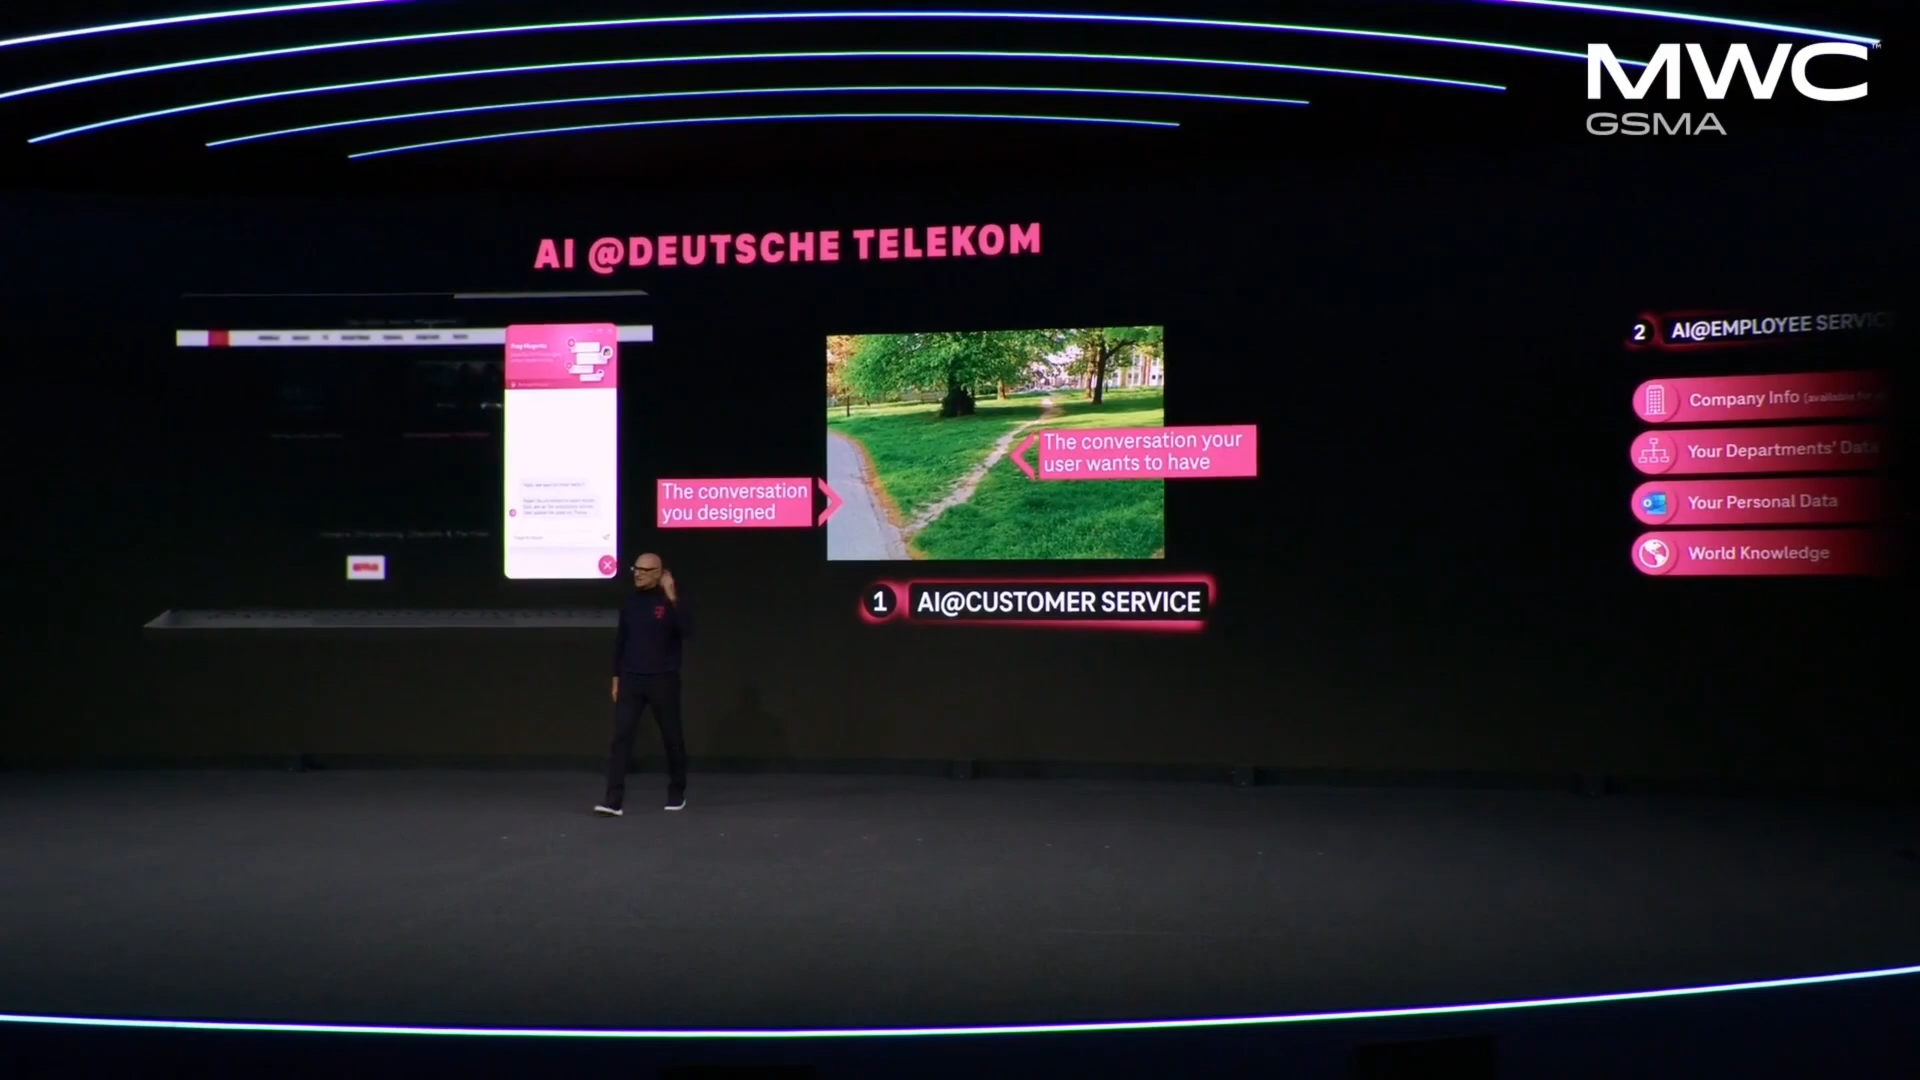 MWC
GSMA
AI @DEUTSCHE TELEKOM
The conversation
you designed
The conversation your
user wants to have
1 AI@CUSTOMER SERVICE
2 AI@EMPLOYEE SERVIC
Company Info
Your Departments' Data
Your Personal Data
World Knowledge